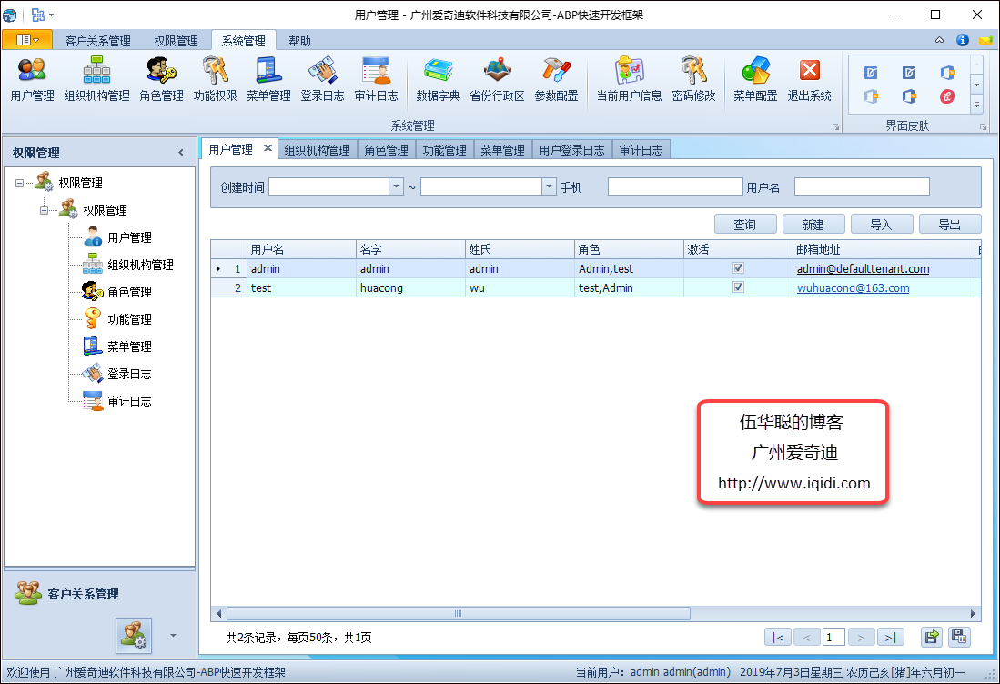 用户管理 - 广州爱奇迪软件科技有限公司-ABP快速开发框架
客户关系管理 权限管理 系统管理 帮助
用户管理 组织机构管理 角色管理 功能权限 菜单管理 登录日志 审计日志 数据字典 省份行政区 参数配置 当前用户信息 密码修改 菜单配置 退出系统
系统管理 界面皮肤
权限管理
用户管理 组织机构管理 角色管理 功能管理 菜单管理 用户登录日志 审计日志
权限管理
权限管理
用户管理
组织机构管理
角色管理
功能管理
菜单管理
登录日志
审计日志
客户关系管理
创建时间 ~ 手机 用户名
查询 新建 导入 导出
用户名 名字 姓氏 角色 激活 邮箱地址
1 admin admin admin Admin,test admin@defaulttenant.com
2 test huacong wu test,Admin wuhuacong@163.com
伍华聪的博客
广州爱奇迪
http://www.iqidi.com
共2条记录，每页50条，共1页
|< < 1 > >|
欢迎使用 广州爱奇迪软件科技有限公司-ABP快速开发框架 当前用户：admin admin(admin) 2019年7月3日星期三 农历己亥[猪]年六月初一